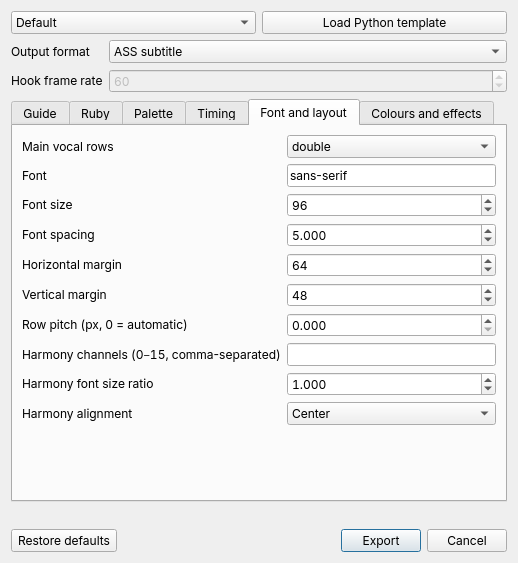 Default Load Python template
Output format ASS subtitle
Hook frame rate 60
Guide Ruby Palette Timing Font and layout Colours and effects
Main vocal rows double
Font sans-serif
Font size 96
Font spacing 5.000
Horizontal margin 64
Vertical margin 48
Row pitch (px, 0 = automatic) 0.000
Harmony channels (0–15, comma-separated)
Harmony font size ratio 1.000
Harmony alignment Center
Restore defaults Export Cancel